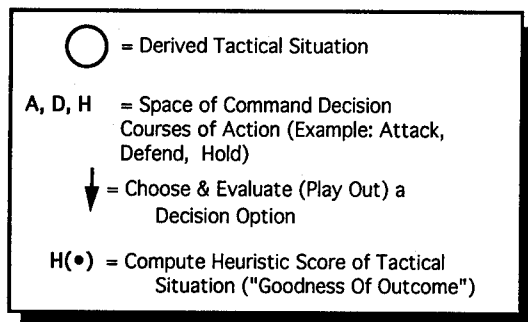 = Derived Tactical Situation
A, D, H = Space of Command Decision
Courses of Action (Example: Attack,
Defend, Hold)
= Choose & Evaluate (Play Out) a
Decision Option
H(•) = Compute Heuristic Score of Tactical
Situation ("Goodness Of Outcome")